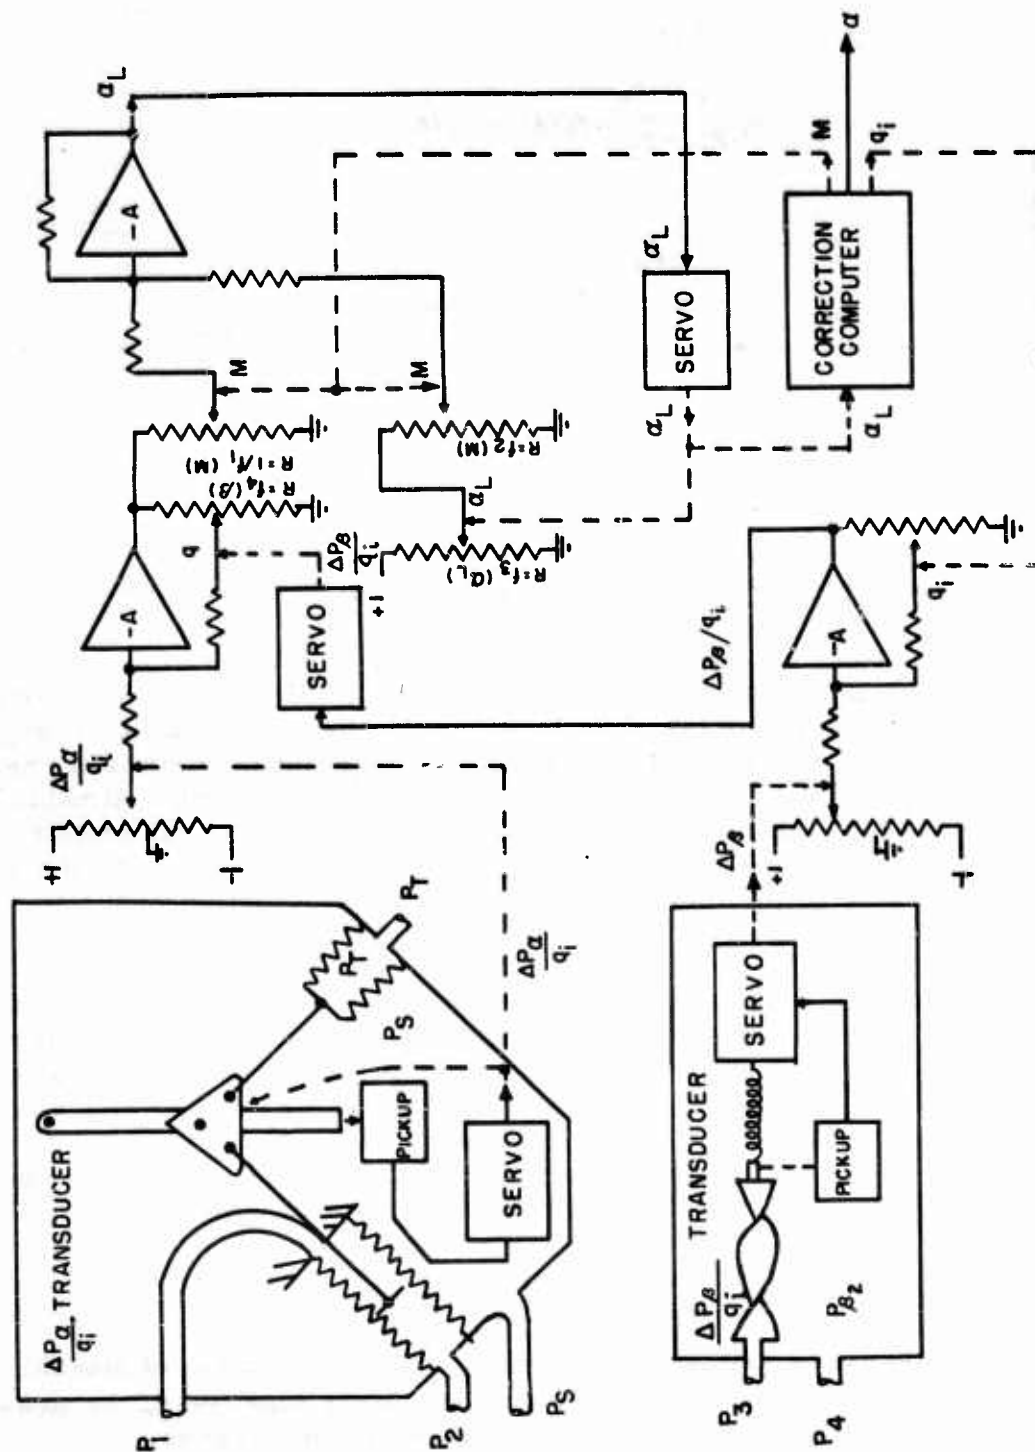 ΔPα/qi TRANSDUCER
P1
P2
PS
PT
PT
PS
PICKUP
SERVO
ΔPα/qi
+1
-1
ΔPα/qi
-A
q
R=f4(β)
R=1/f1(M)
M
SERVO
+1
ΔPβ/qi
R=f3(αL)
αL
R=f2(M)
M
-A
αL
αL
SERVO
αL
ΔPβ/qi TRANSDUCER
P3
P4
Pβ2
PICKUP
SERVO
ΔPβ
+1
-1
ΔPβ/qi
-A
qi
αL
CORRECTION
COMPUTER
M
qi
α